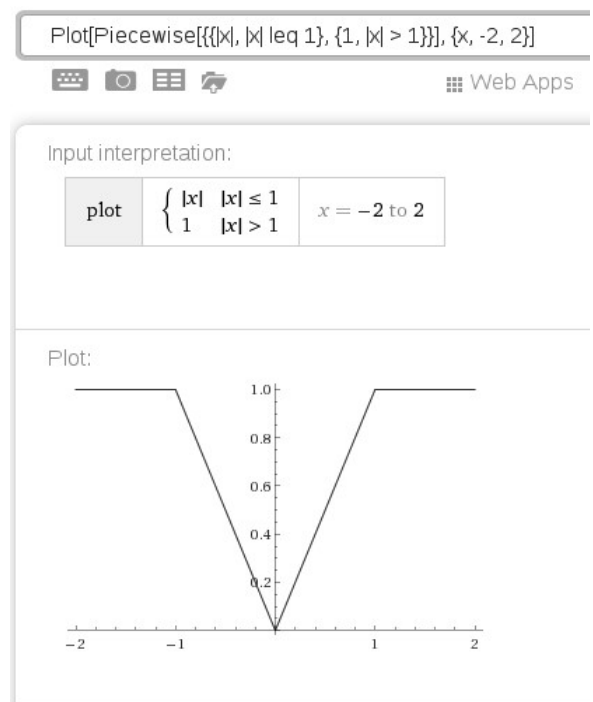 Plot[Piecewise[{{|x|, |x| leq 1}, {1, |x| > 1}}], {x, -2, 2}]
Web Apps
Input interpretation:
plot { |x| |x| ≤ 1 x = −2 to 2
1 |x| > 1
Plot:
1.0
0.8
0.6
0.4
0.2
−2 −1 1 2